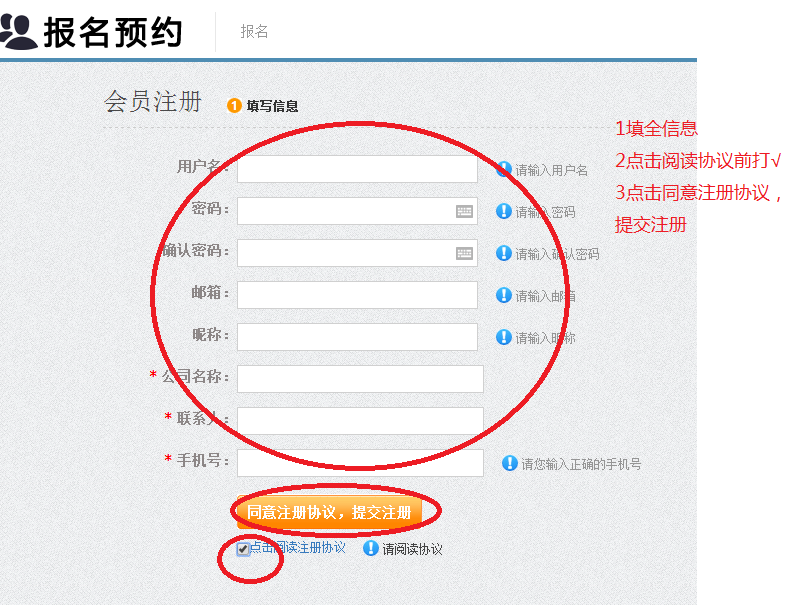 报名预约
报名
会员注册
1 填写信息
1填全信息
2点击阅读协议前打√
3点击同意注册协议，
提交注册
用户名：
请输入用户名
密码：
请输入密码
确认密码：
请输入确认密码
邮箱：
请输入邮箱
昵称：
请输入昵称
* 公司名称：
* 联系人：
* 手机号：
请您输入正确的手机号
同意注册协议，提交注册
点击阅读注册协议
请阅读协议